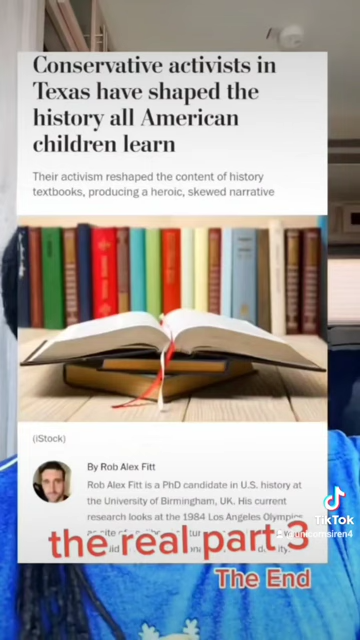 Conservative activists in
Texas have shaped the
history all American
children learn
Their activism reshaped the content of history
textbooks, producing a heroic, skewed narrative
(iStock)
By Rob Alex Fitt
Rob Alex Fitt is a PhD candidate in U.S. history at
the University of Birmingham, UK. His current
research looks at the 1984 Los Angeles Olympics
as site of
the real part 3
The End
TikTok